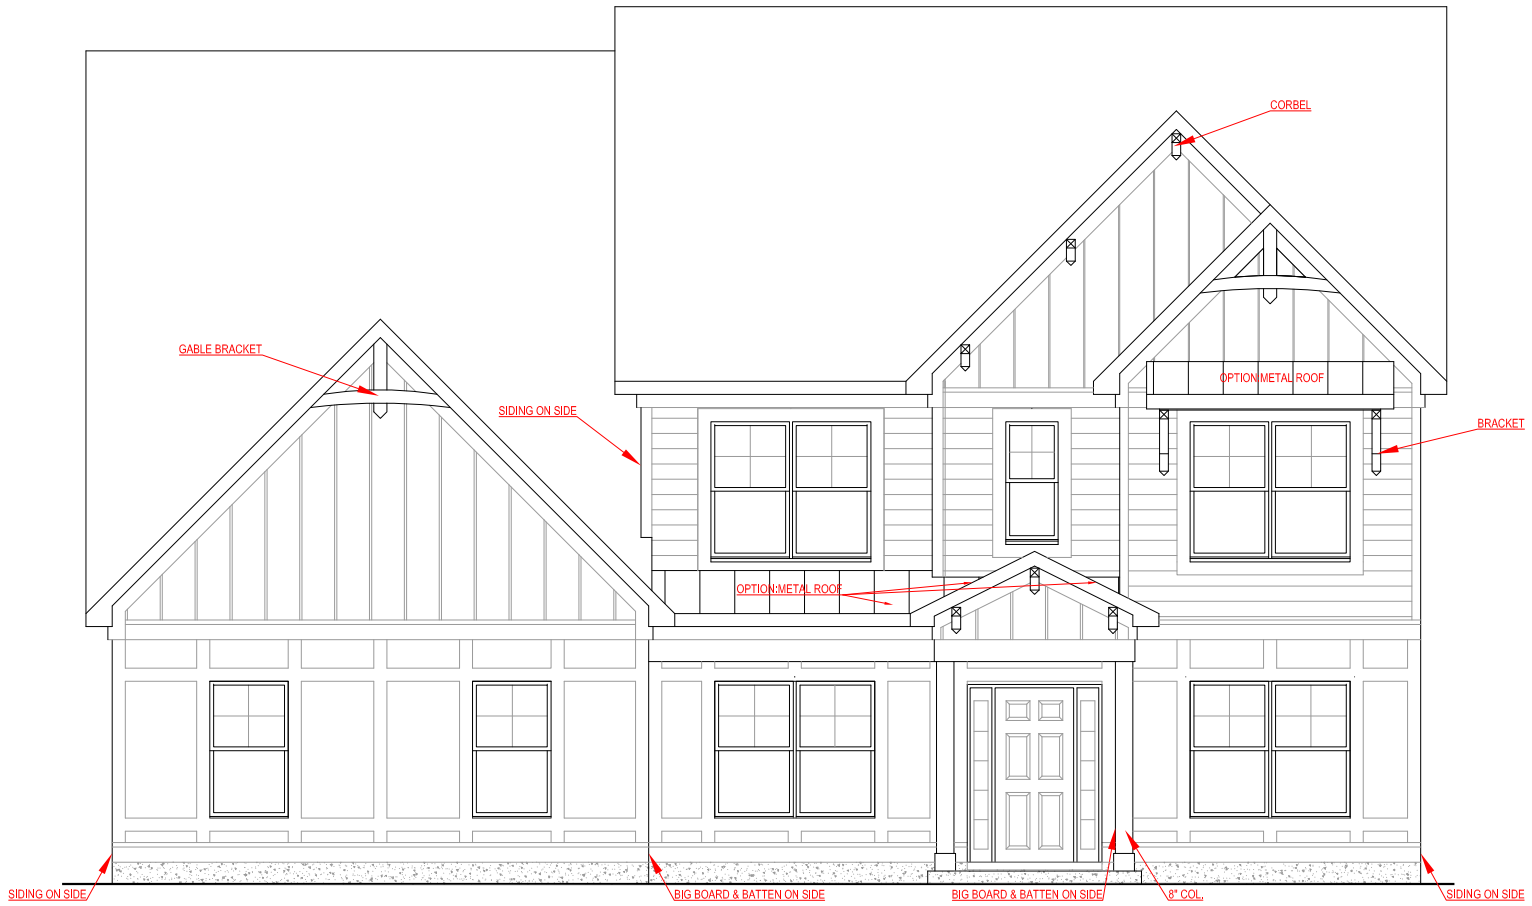 CORBEL
GABLE BRACKET
OPTION:METAL ROOF
SIDING ON SIDE
BRACKET
OPTION:METAL ROOF
SIDING ON SIDE
BIG BOARD & BATTEN ON SIDE
BIG BOARD & BATTEN ON SIDE
8" COL.
SIDING ON SIDE